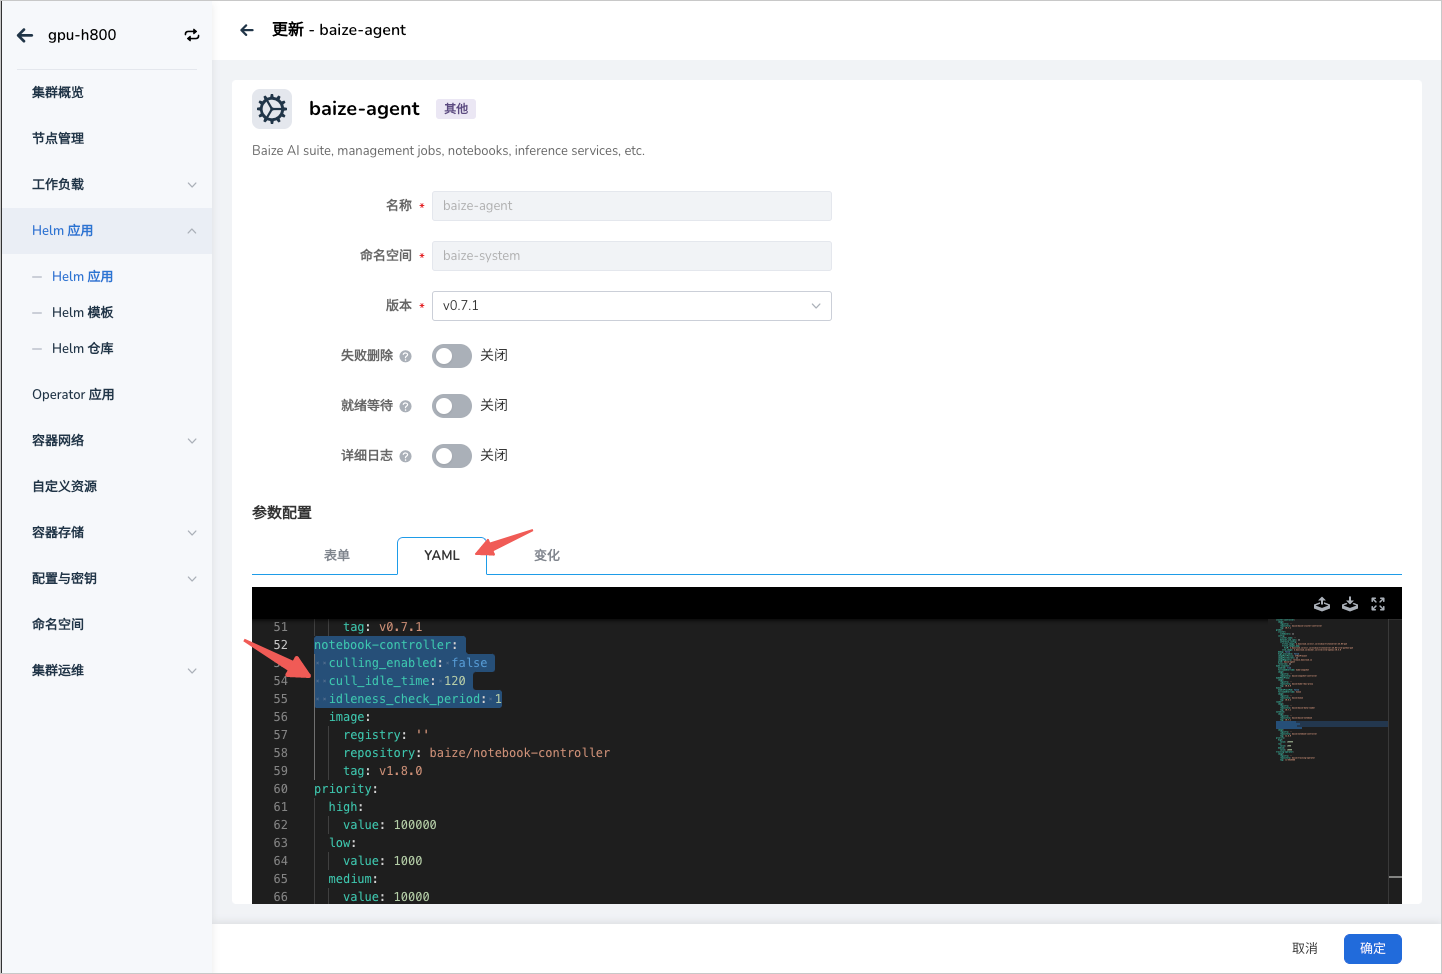 gpu-h800
集群概览
节点管理
工作负载
Helm 应用
Helm 应用
Helm 模板
Helm 仓库
Operator 应用
容器网络
自定义资源
容器存储
配置与密钥
命名空间
集群运维
更新 - baize-agent
baize-agent 其他
Baize AI suite, management jobs, notebooks, inference services, etc.
名称 * baize-agent
命名空间 * baize-system
版本 * v0.7.1
失败删除 ? 关闭
就绪等待 ? 关闭
详细日志 ? 关闭
参数配置
表单 YAML 变化
51 tag: v0.7.1
52 notebook-controller:
culling_enabled: false
54 cull_idle_time: 120
55 idleness_check_period: 1
56 image:
57 registry: ''
58 repository: baize/notebook-controller
59 tag: v1.8.0
60 priority:
61 high:
62 value: 100000
63 low:
64 value: 1000
65 medium:
66 value: 10000
取消 确定